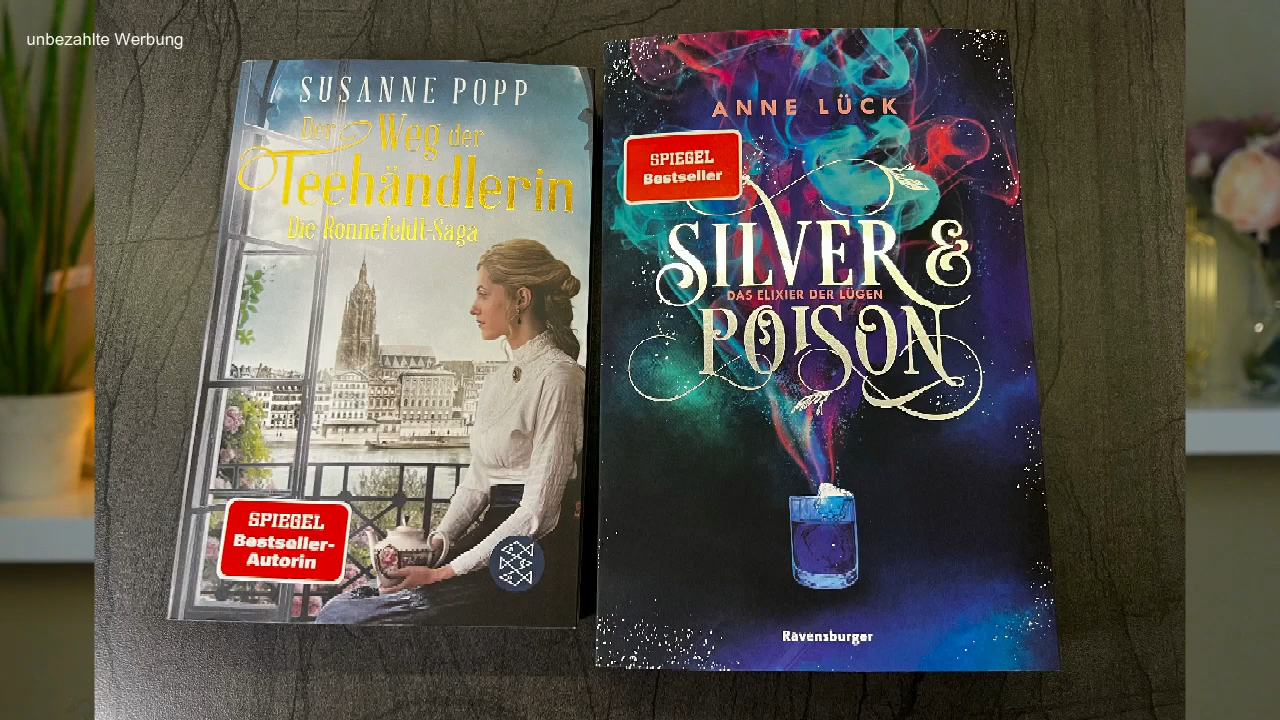 unbezahlte Werbung
SUSANNE POPP
Der Weg der
Teehändlerin
Die Ronnefeldt-Saga
SPIEGEL
Bestseller-
Autorin
ANNE LÜCK
SPIEGEL
Bestseller
SILVER &
DAS ELIXIER DER LÜGEN
POISON
Ravensburger